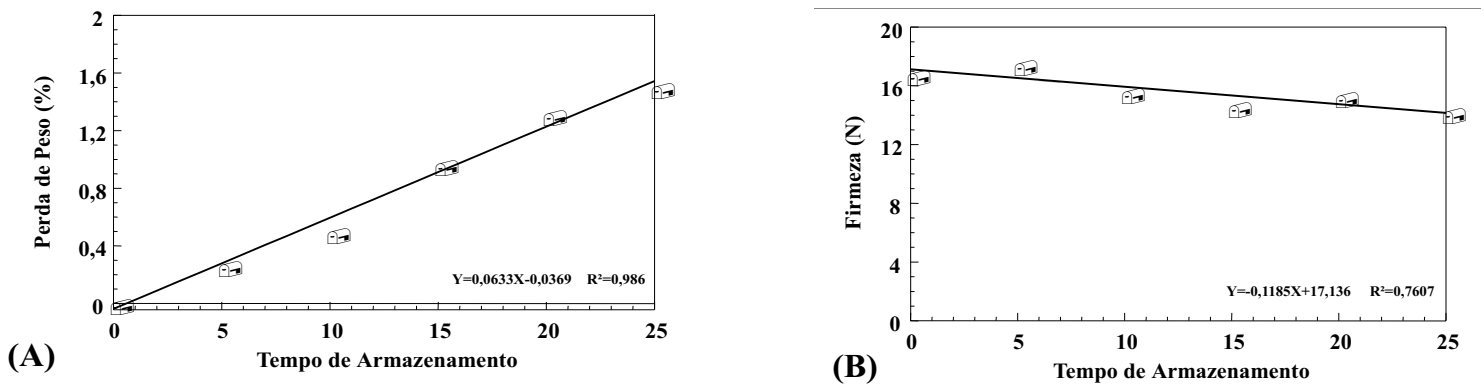 2
1,6
1,2
0,8
0,4
0
Perda de Peso (%)
Y=0,0633X-0,0369 R²=0,986
0 5 10 15 20 25
Tempo de Armazenamento
(A)
20
16
12
8
4
0
Firmeza (N)
Y=-0,1185X+17,136 R²=0,7607
0 5 10 15 20 25
Tempo de Armazenamento
(B)